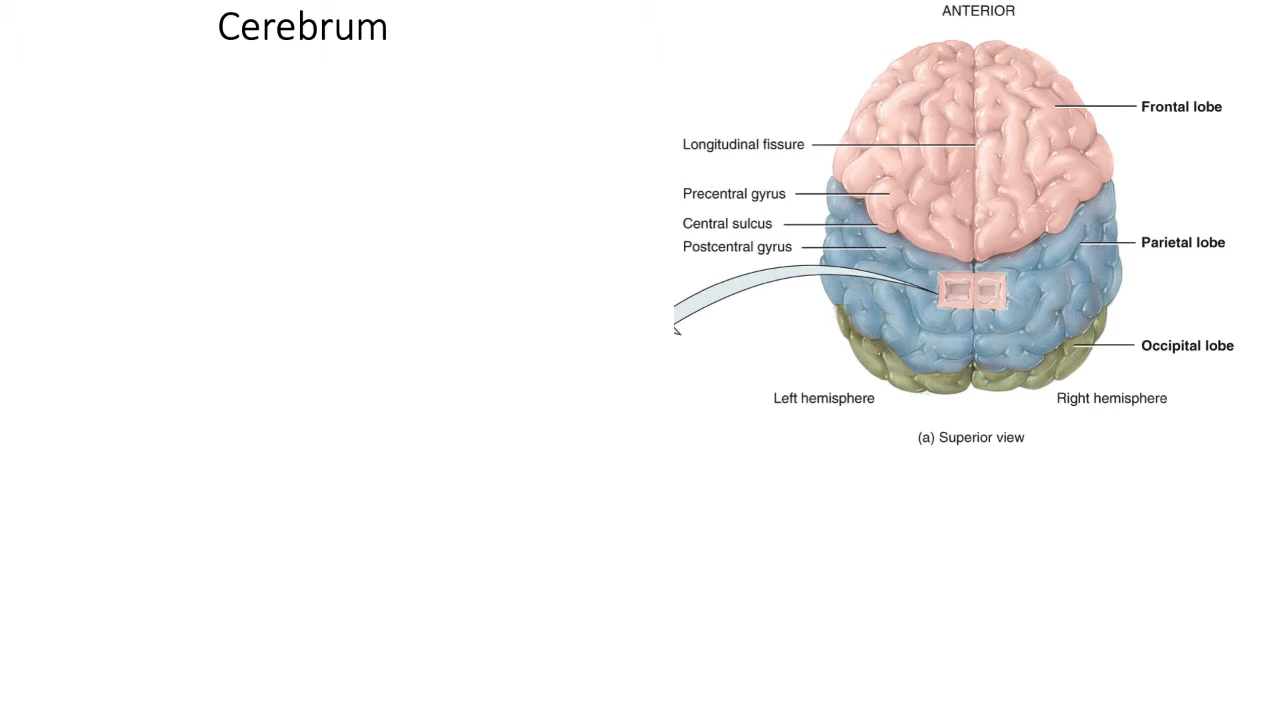 Cerebrum
ANTERIOR
Frontal lobe
Longitudinal fissure
Precentral gyrus
Central sulcus
Postcentral gyrus
Parietal lobe
Occipital lobe
Left hemisphere
Right hemisphere
(a) Superior view